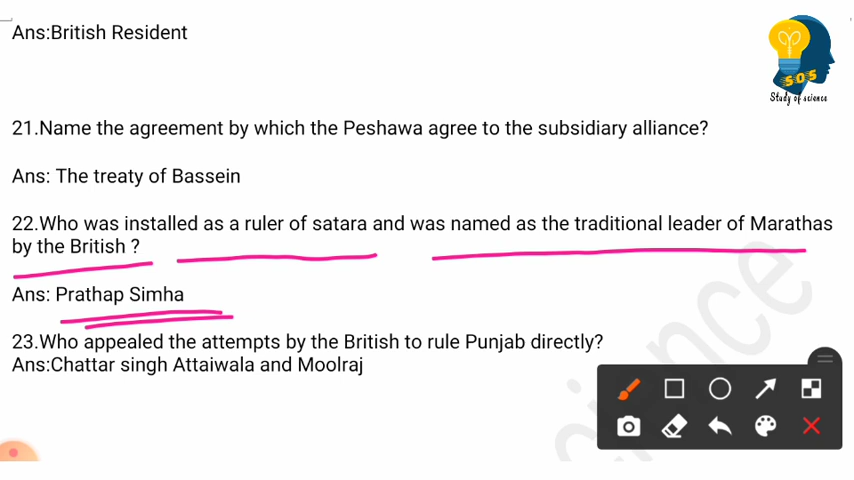 Ans:British Resident
SOS
Study of science
21.Name the agreement by which the Peshawa agree to the subsidiary alliance?
Ans: The treaty of Bassein
22.Who was installed as a ruler of satara and was named as the traditional leader of Marathas
by the British ?
Ans: Prathap Simha
23.Who appealed the attempts by the British to rule Punjab directly?
Ans:Chattar singh Attaiwala and Moolraj
ience